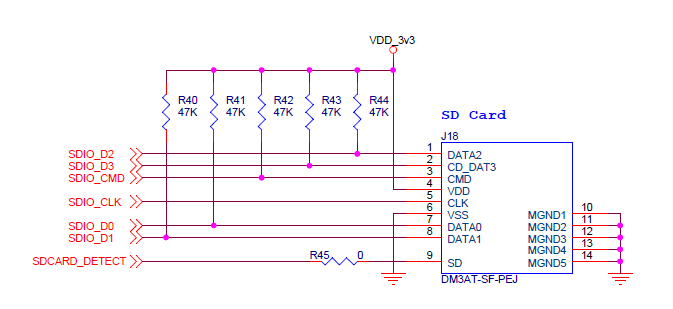 VDD_3v3
R40 R41 R42 R43 R44
47K 47K 47K 47K 47K
SD Card
J18
SDIO_D2 1 DATA2
SDIO_D3 2 CD_DAT3
SDIO_CMD 3 CMD
4 VDD
SDIO_CLK 5 CLK
6 VSS MGND1 10
SDIO_D0 7 DATA0 MGND2 11
SDIO_D1 8 DATA1 MGND3 12
MGND4 13
SDCARD_DETECT R45 0 9 SD MGND5 14
DM3AT-SF-PEJ